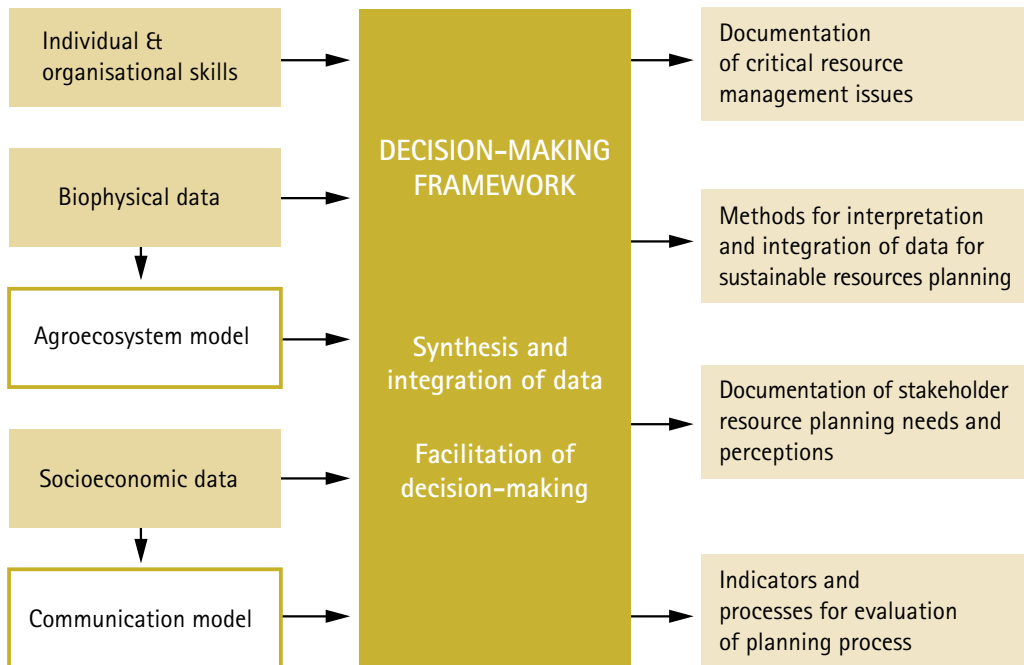 Individual &
organisational skills
Biophysical data
Agroecosystem model
Socioeconomic data
Communication model
DECISION-MAKING
FRAMEWORK
Synthesis and
integration of data
Facilitation of
decision-making
Documentation
of critical resource
management issues
Methods for interpretation
and integration of data for
sustainable resources planning
Documentation of stakeholder
resource planning needs and
perceptions
Indicators and
processes for evaluation
of planning process